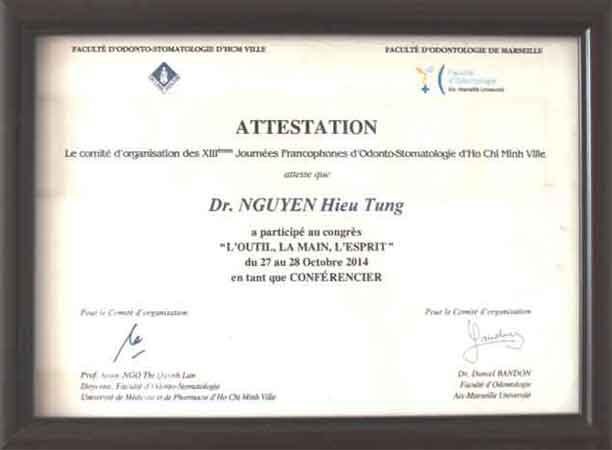 FACULTÉ D'ODONTO-STOMATOLOGIE D'HCM VILLE
FACULTÉ D'ODONTOLOGIE DE MARSEILLE
Faculté
d'Odontologie
Aix Marseille Université
ATTESTATION
Le comité d'organisation des XIIIèmes Journées Francophones d'Odonto-Stomatologie d'Ho Chi Minh Ville
atteste que
Dr. NGUYEN Hieu Tung
a participé au congrès
"L'OUTIL, LA MAIN, L'ESPRIT"
du 27 au 28 Octobre 2014
en tant que CONFÉRENCIER
Pour le Comité d'organisation
Pour le Comité d'organisation
Prof. NGO Thi Quynh Lan
Doyenne, Faculté d'Odonto-Stomatologie
Université de Médecine et de Pharmacie d'Ho Chi Minh Ville
Dr. Daniel BANDON
Faculté d'Odontologie
Aix-Marseille Université